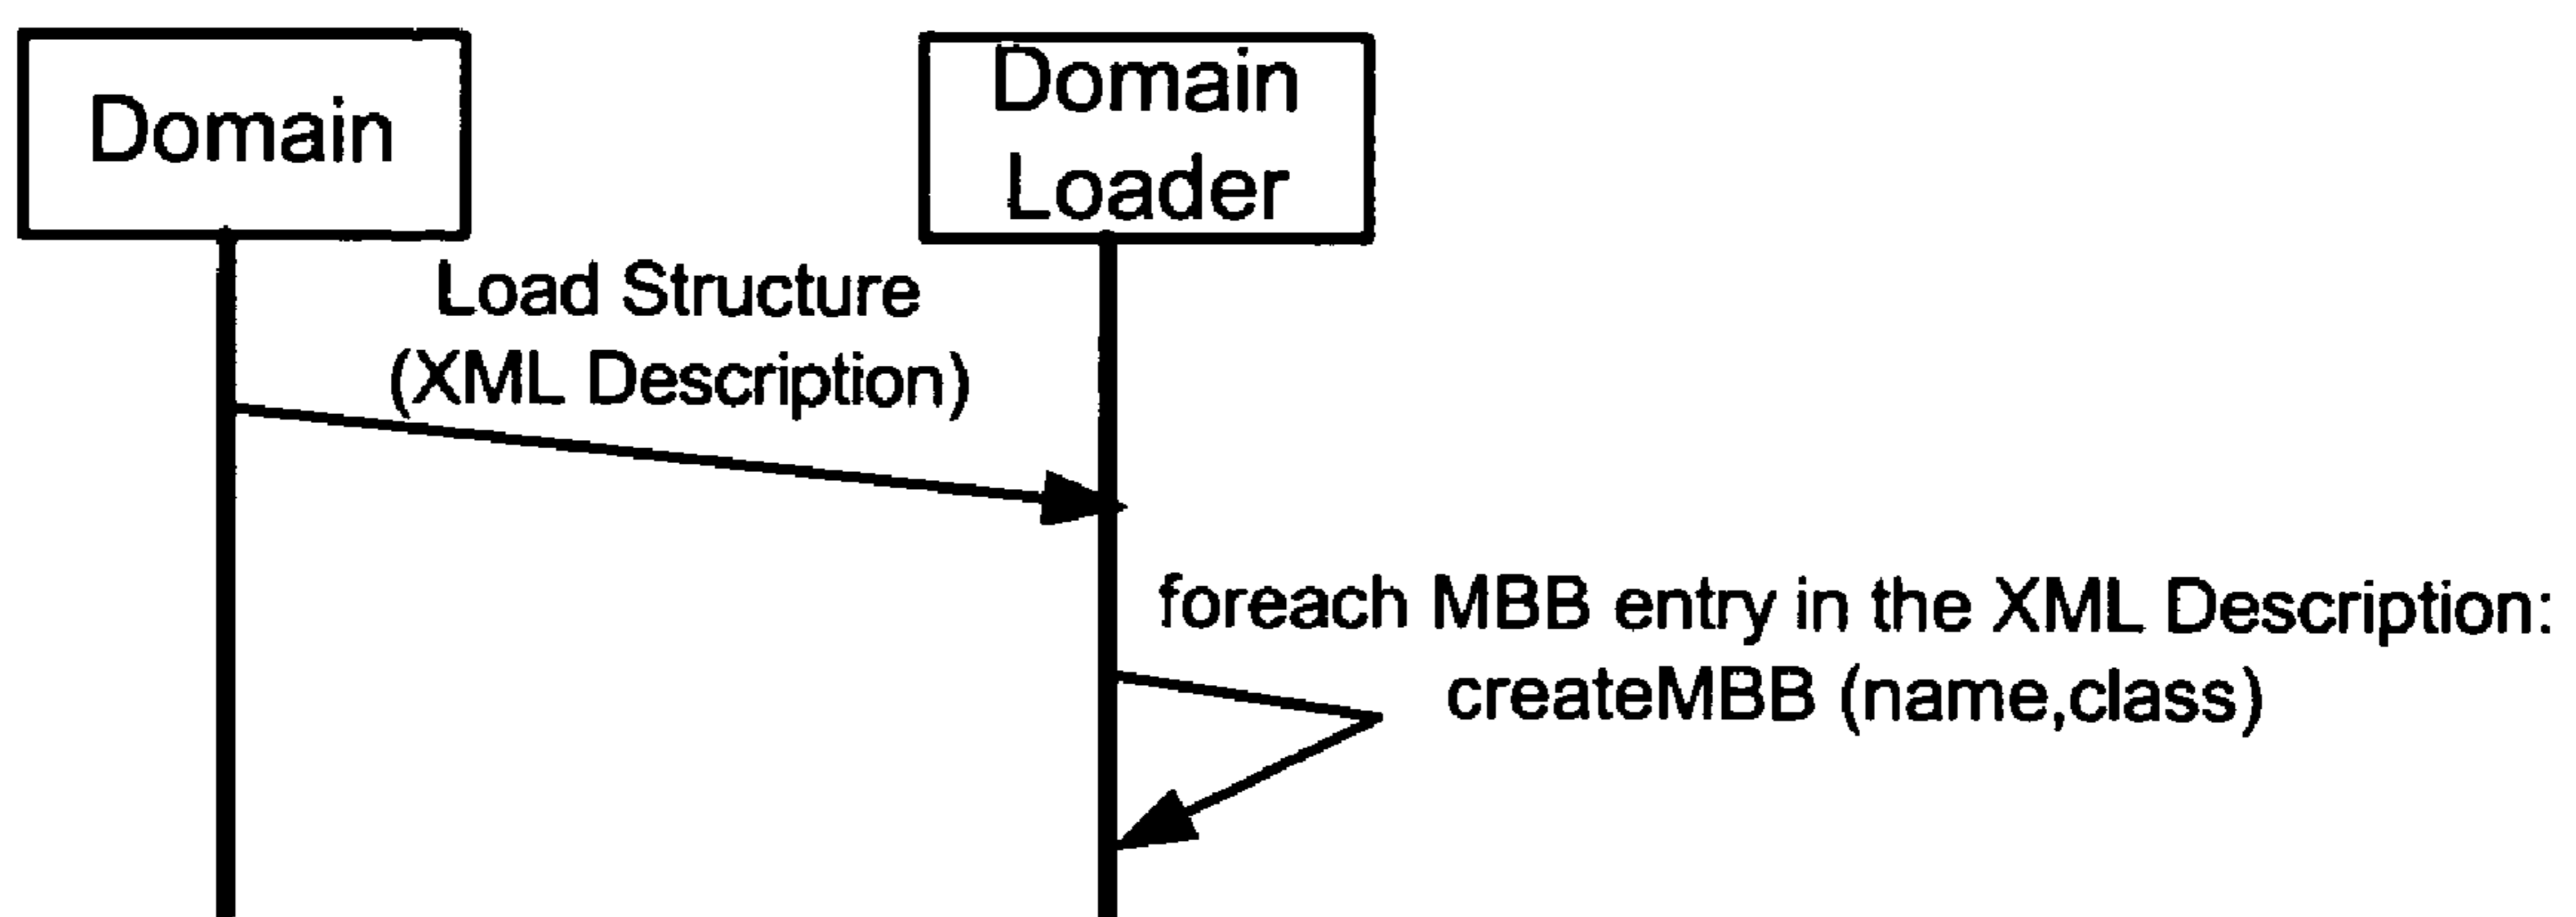 Domain
Domain
Loader
Load Structure
(XML Description)
foreach MBB entry in the XML Description:
createMBB (name,class)